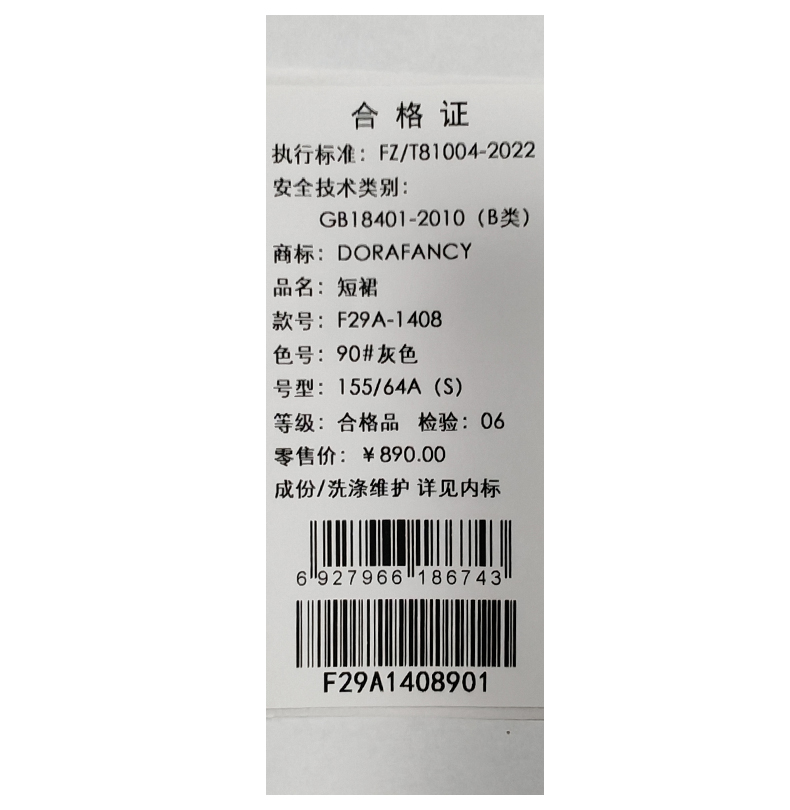 合格证
执行标准：FZ/T81004-2022
安全技术类别：
GB18401-2010（B类）
商标：DORAFANCY
品名：短裙
款号：F29A-1408
色号：90#灰色
号型：155/64A（S）
等级：合格品 检验：06
零售价：￥890.00
成份/洗涤维护 详见内标
6 927966 186743
F29A1408901